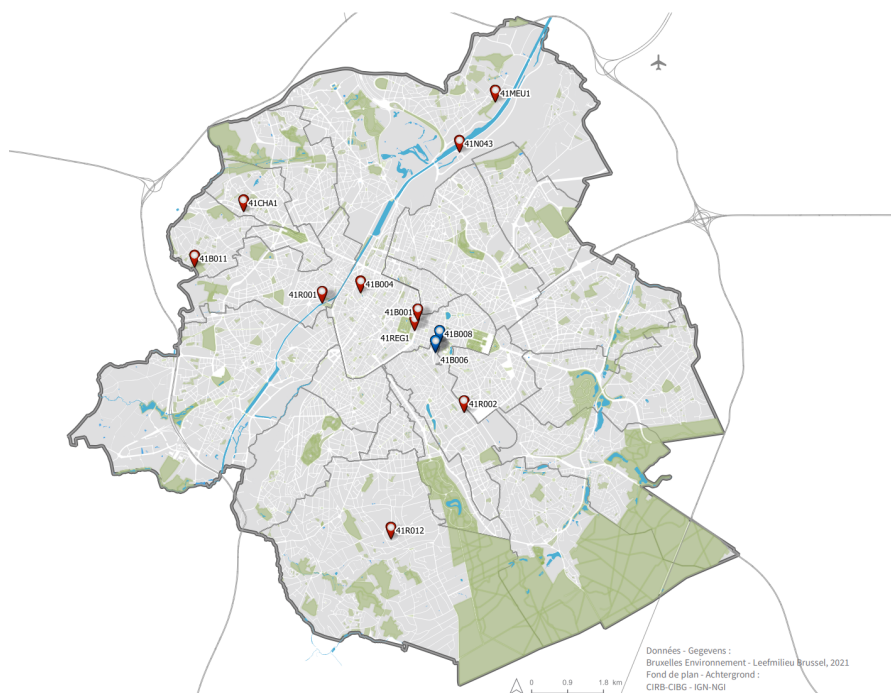 41MEU1
41N043
41CHA1
41B011
41B004
41R001
41B001
41B008
41REG1
41B006
41R002
41R012
Données - Gegevens :
Bruxelles Environnement - Leefmilieu Brussel, 2021
Fond de plan - Achtergrond :
0 0.9 1.8 km
CIRB-CIBG - IGN-NGI